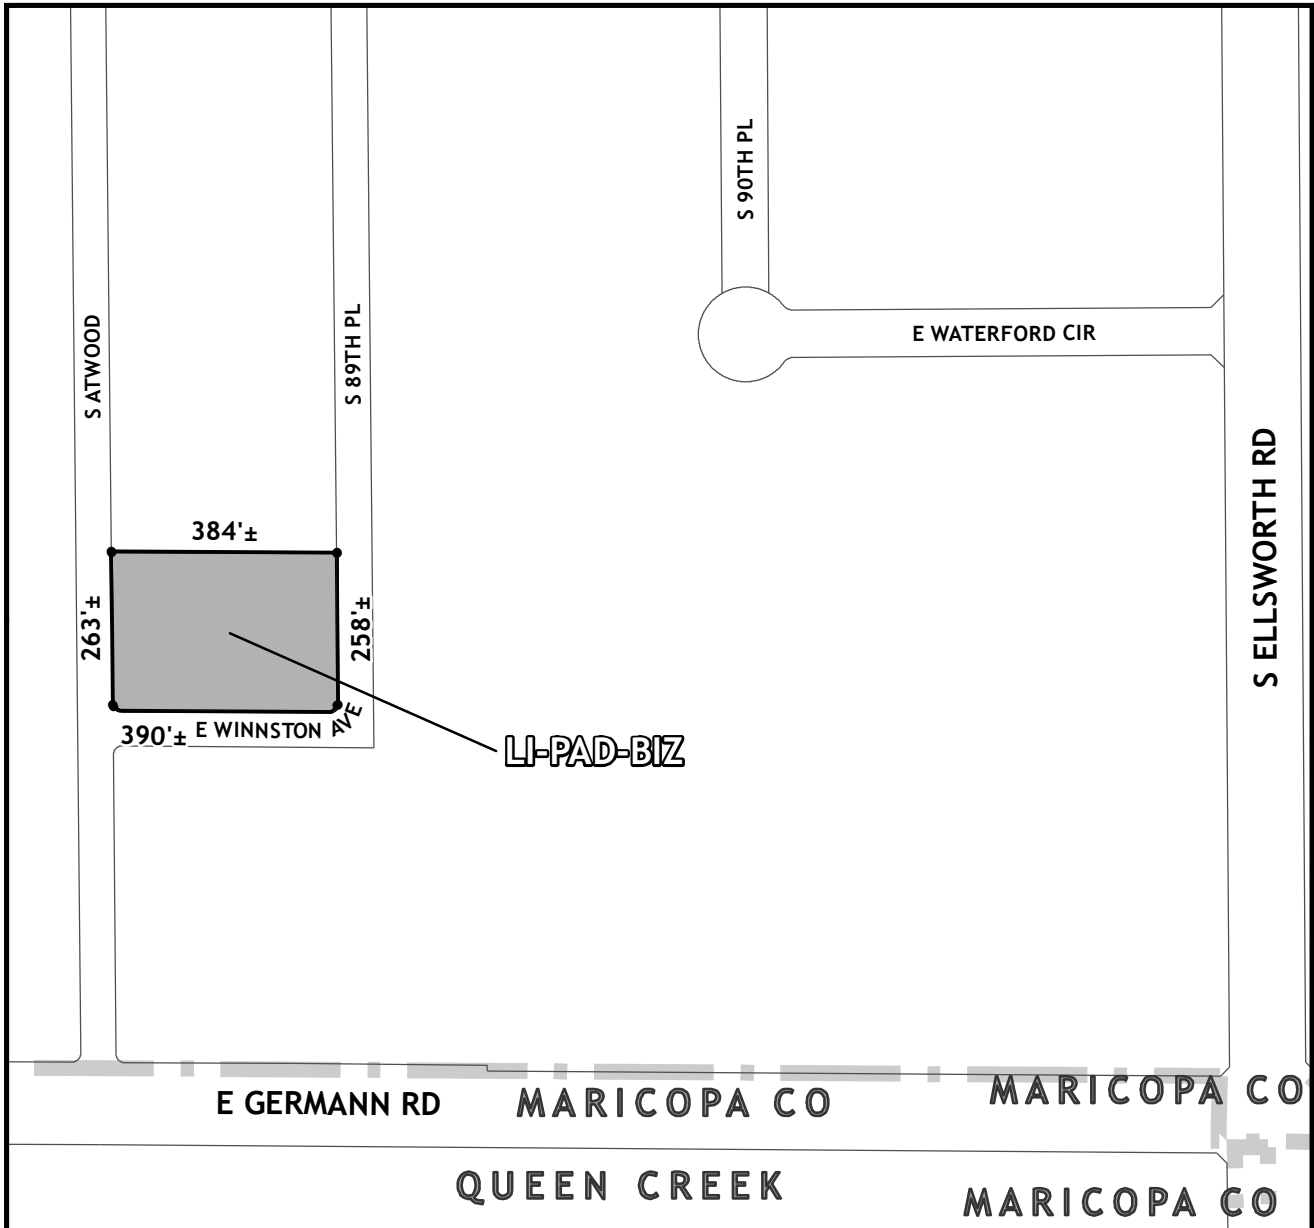 S 90TH PL
E WATERFORD CIR
S ATWOOD
S 89TH PL
S ELLSWORTH RD
384'±
263'±
258'±
390'±
E WINNSTON AVE
LI-PAD-BIZ
MARICOPA CO
E GERMANN RD
MARICOPA CO
QUEEN CREEK
MARICOPA CO